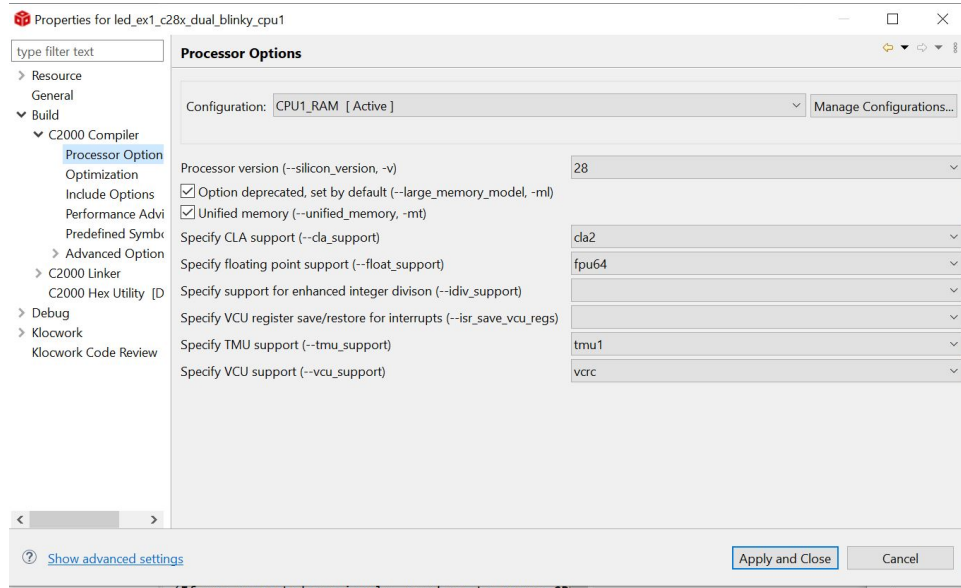 Properties for led_ex1_c28x_dual_blinky_cpu1
type filter text
Resource
General
Build
C2000 Compiler
Processor Option
Optimization
Include Options
Performance Advi
Predefined Symbo
Advanced Option
C2000 Linker
C2000 Hex Utility [D
Debug
Klocwork
Klocwork Code Review
Processor Options
Configuration: CPU1_RAM [ Active ]
Manage Configurations...
Processor version (--silicon_version, -v) 28
Option deprecated, set by default (--large_memory_model, -ml)
Unified memory (--unified_memory, -mt)
Specify CLA support (--cla_support) cla2
Specify floating point support (--float_support) fpu64
Specify support for enhanced integer divison (--idiv_support)
Specify VCU register save/restore for interrupts (--isr_save_vcu_regs)
Specify TMU support (--tmu_support) tmu1
Specify VCU support (--vcu_support) vcrc
Show advanced settings
Apply and Close
Cancel